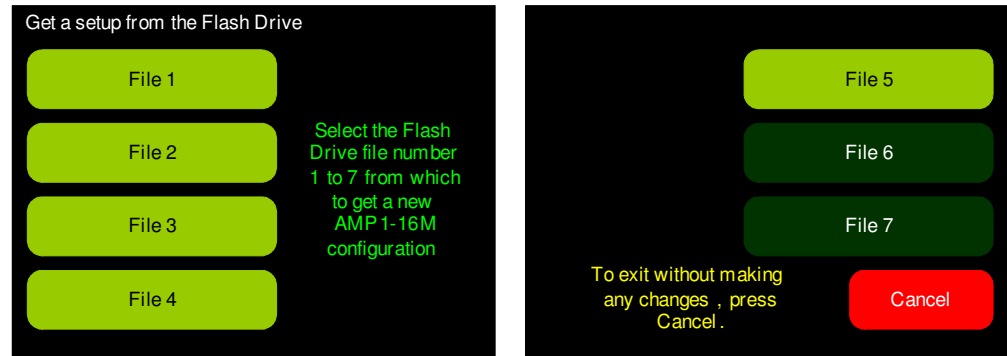 Get a setup from the Flash Drive
File 1
File 2
File 3
File 4
Select the Flash
Drive file number
1 to 7 from which
to get a new
AMP1-16M
configuration
File 5
File 6
File 7
To exit without making
any changes , press
Cancel .
Cancel